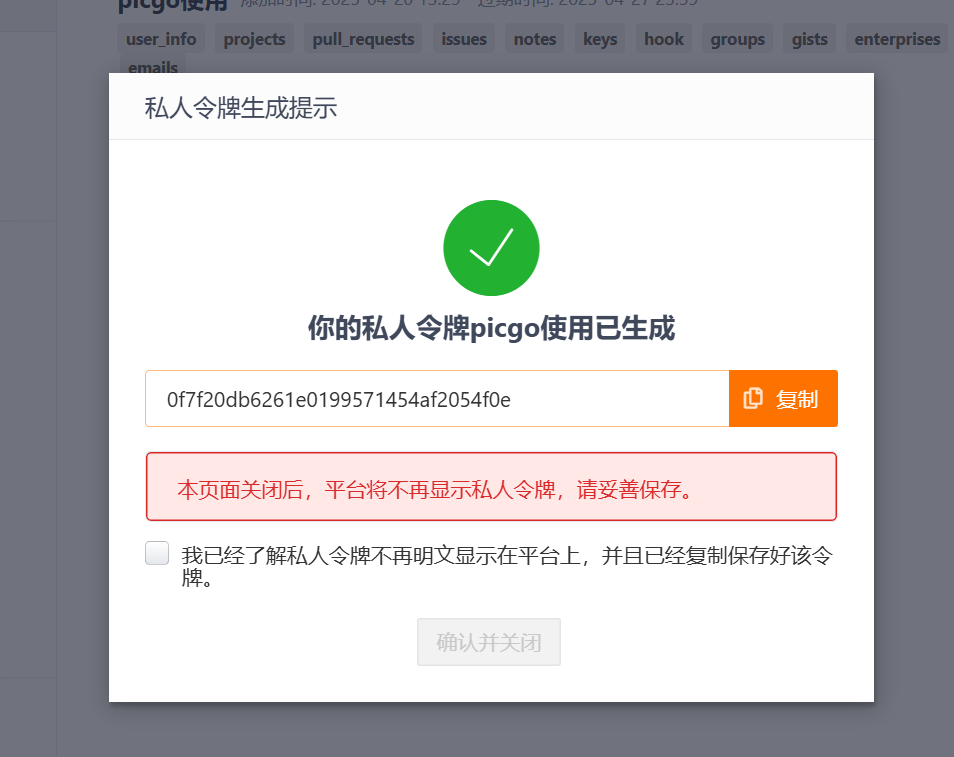 picgo使用 添加时间: 2025-04-20 15:29 过期时间: 2025-04-27 23:59
user_info projects pull_requests issues notes keys hook groups gists enterprises
emails
私人令牌生成提示
你的私人令牌picgo使用已生成
0f7f20db6261e0199571454af2054f0e
复制
本页面关闭后，平台将不再显示私人令牌，请妥善保存。
我已经了解私人令牌不再明文显示在平台上，并且已经复制保存好该令
牌。
确认并关闭